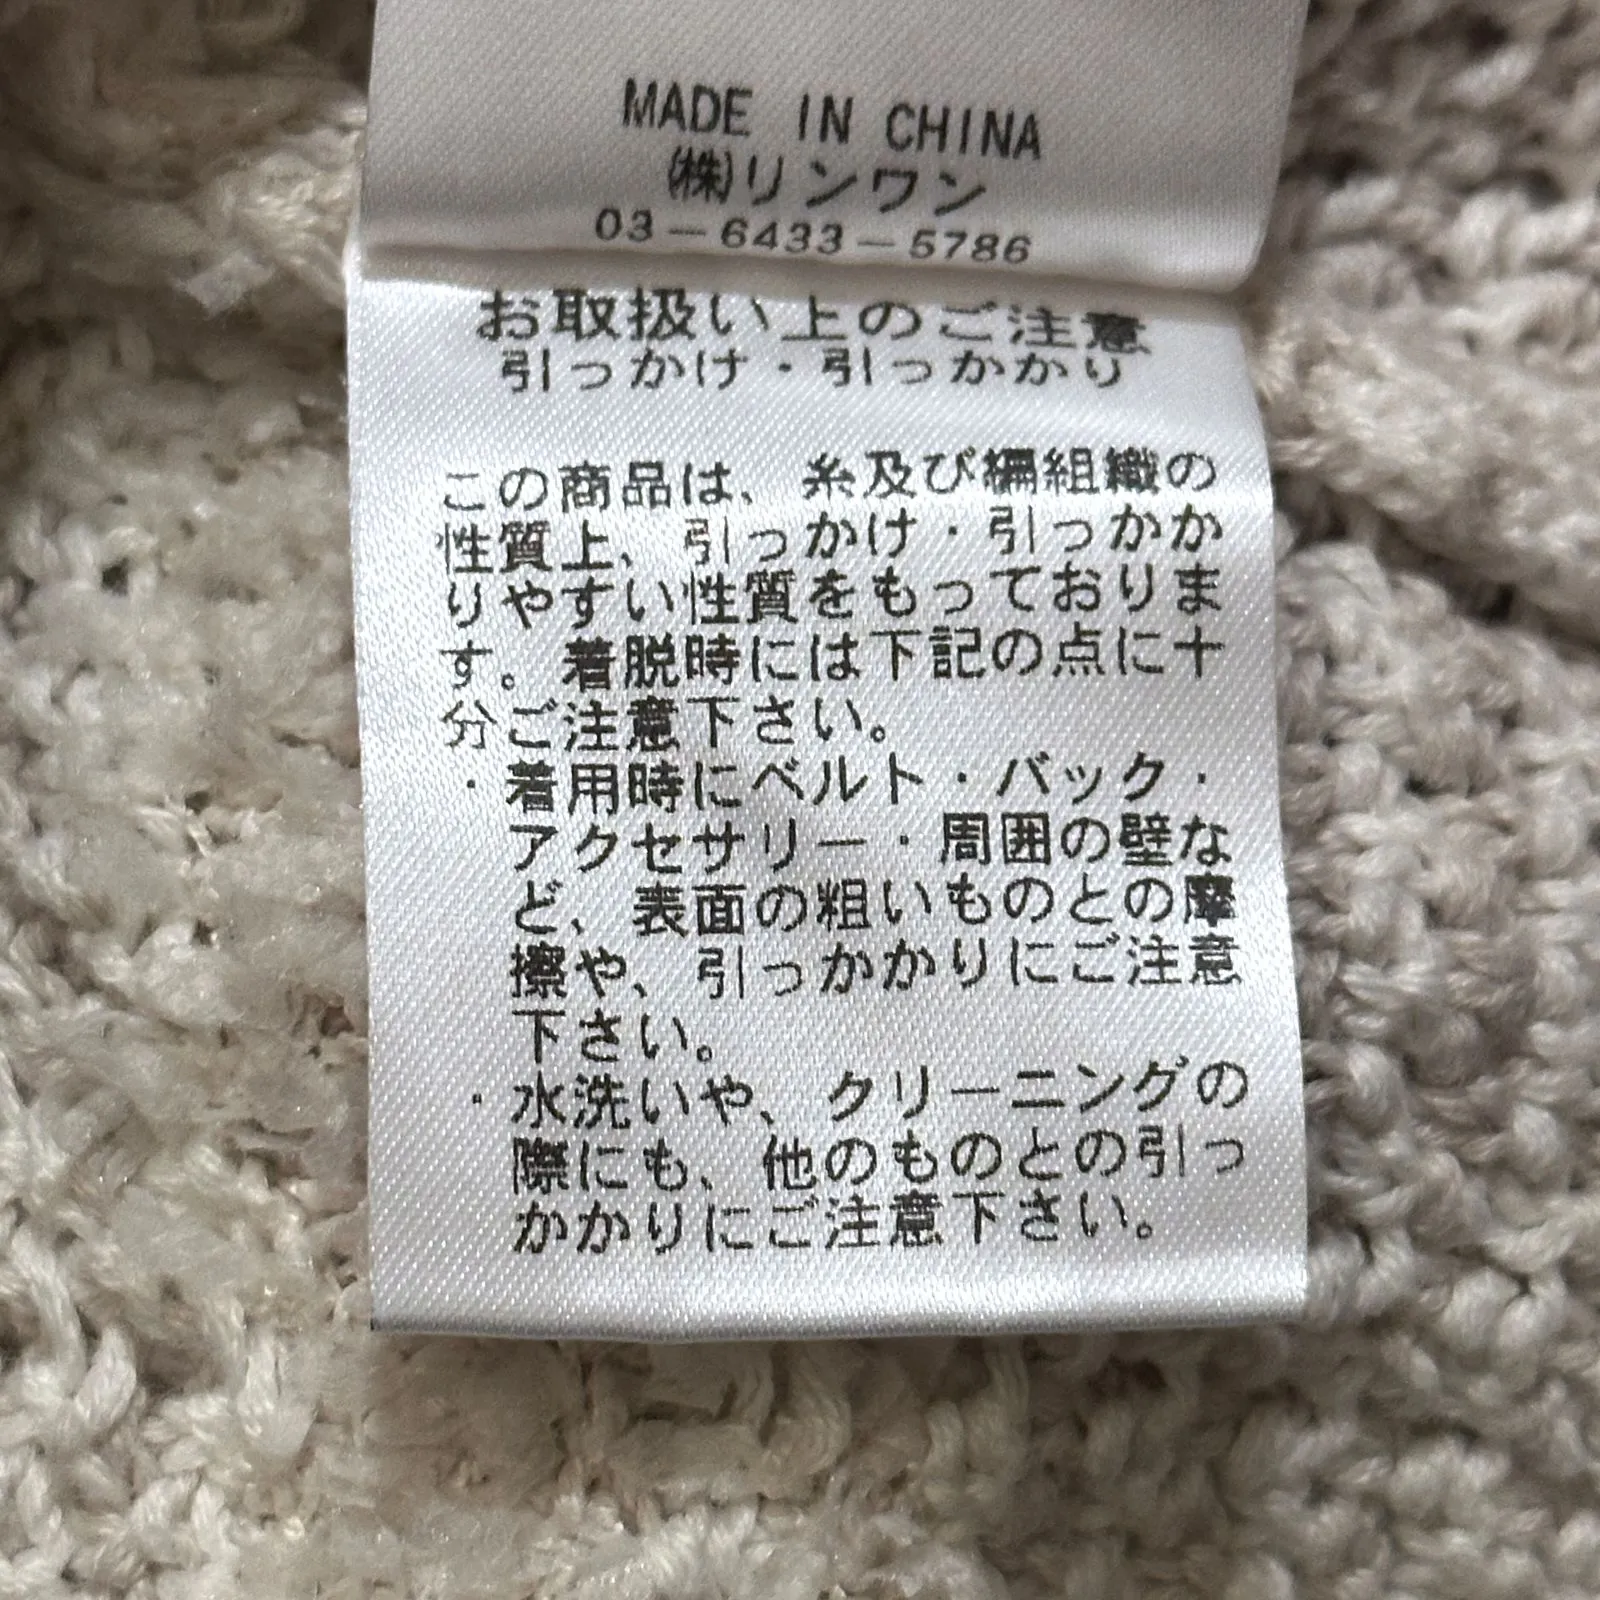 MADE IN CHINA
㈱リンワン
03－6433－5786
お取扱い上のご注意
引っかけ・引っかかり
この商品は、糸及び編組織の
性質上、引っかけ・引っかか
りやすい性質をもっておりま
す。着脱時には下記の点に十
分ご注意下さい。
・着用時にベルト・バック・
アクセサリー・周囲の壁な
ど、表面の粗いものとの摩
擦や、引っかかりにご注意
下さい。
・水洗いや、クリーニングの
際にも、他のものとの引っ
かかりにご注意下さい。